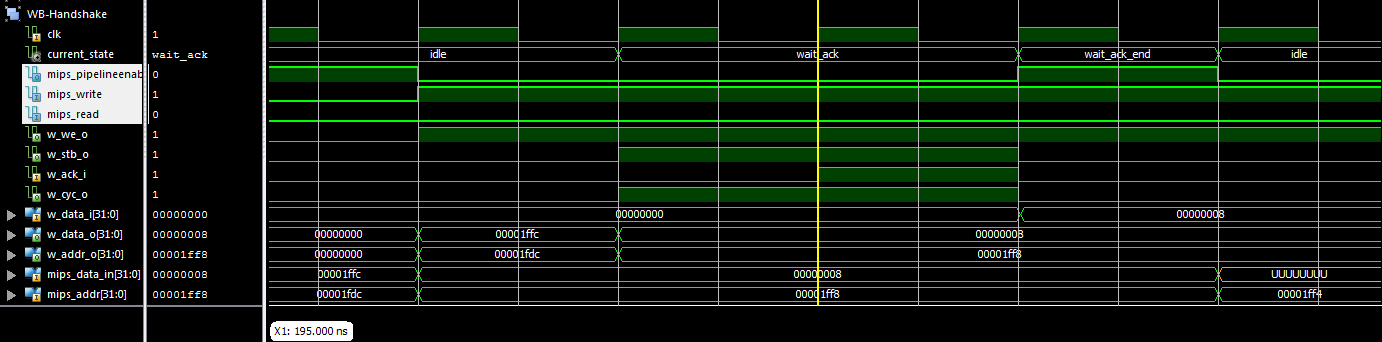 WB-Handshake
clk 1
current_state wait_ack idle wait_ack wait_ack_end idle
mips_pipelineenab 0
mips_write 1
mips_read 0
w_we_o 1
w_stb_o 1
w_ack_i 1
w_cyc_o 1
w_data_i[31:0] 00000000 00000000 00000008
w_data_o[31:0] 00000008 00000000 00001ffc 00000008
w_addr_o[31:0] 00001ff8 00000000 00001fdc 00001ff8
mips_data_in[31:0] 00000008 00001ffc 00000008 UUUUUUUU
mips_addr[31:0] 00001ff8 00001fdc 00001ff8 00001ff4
X1: 195.000 ns